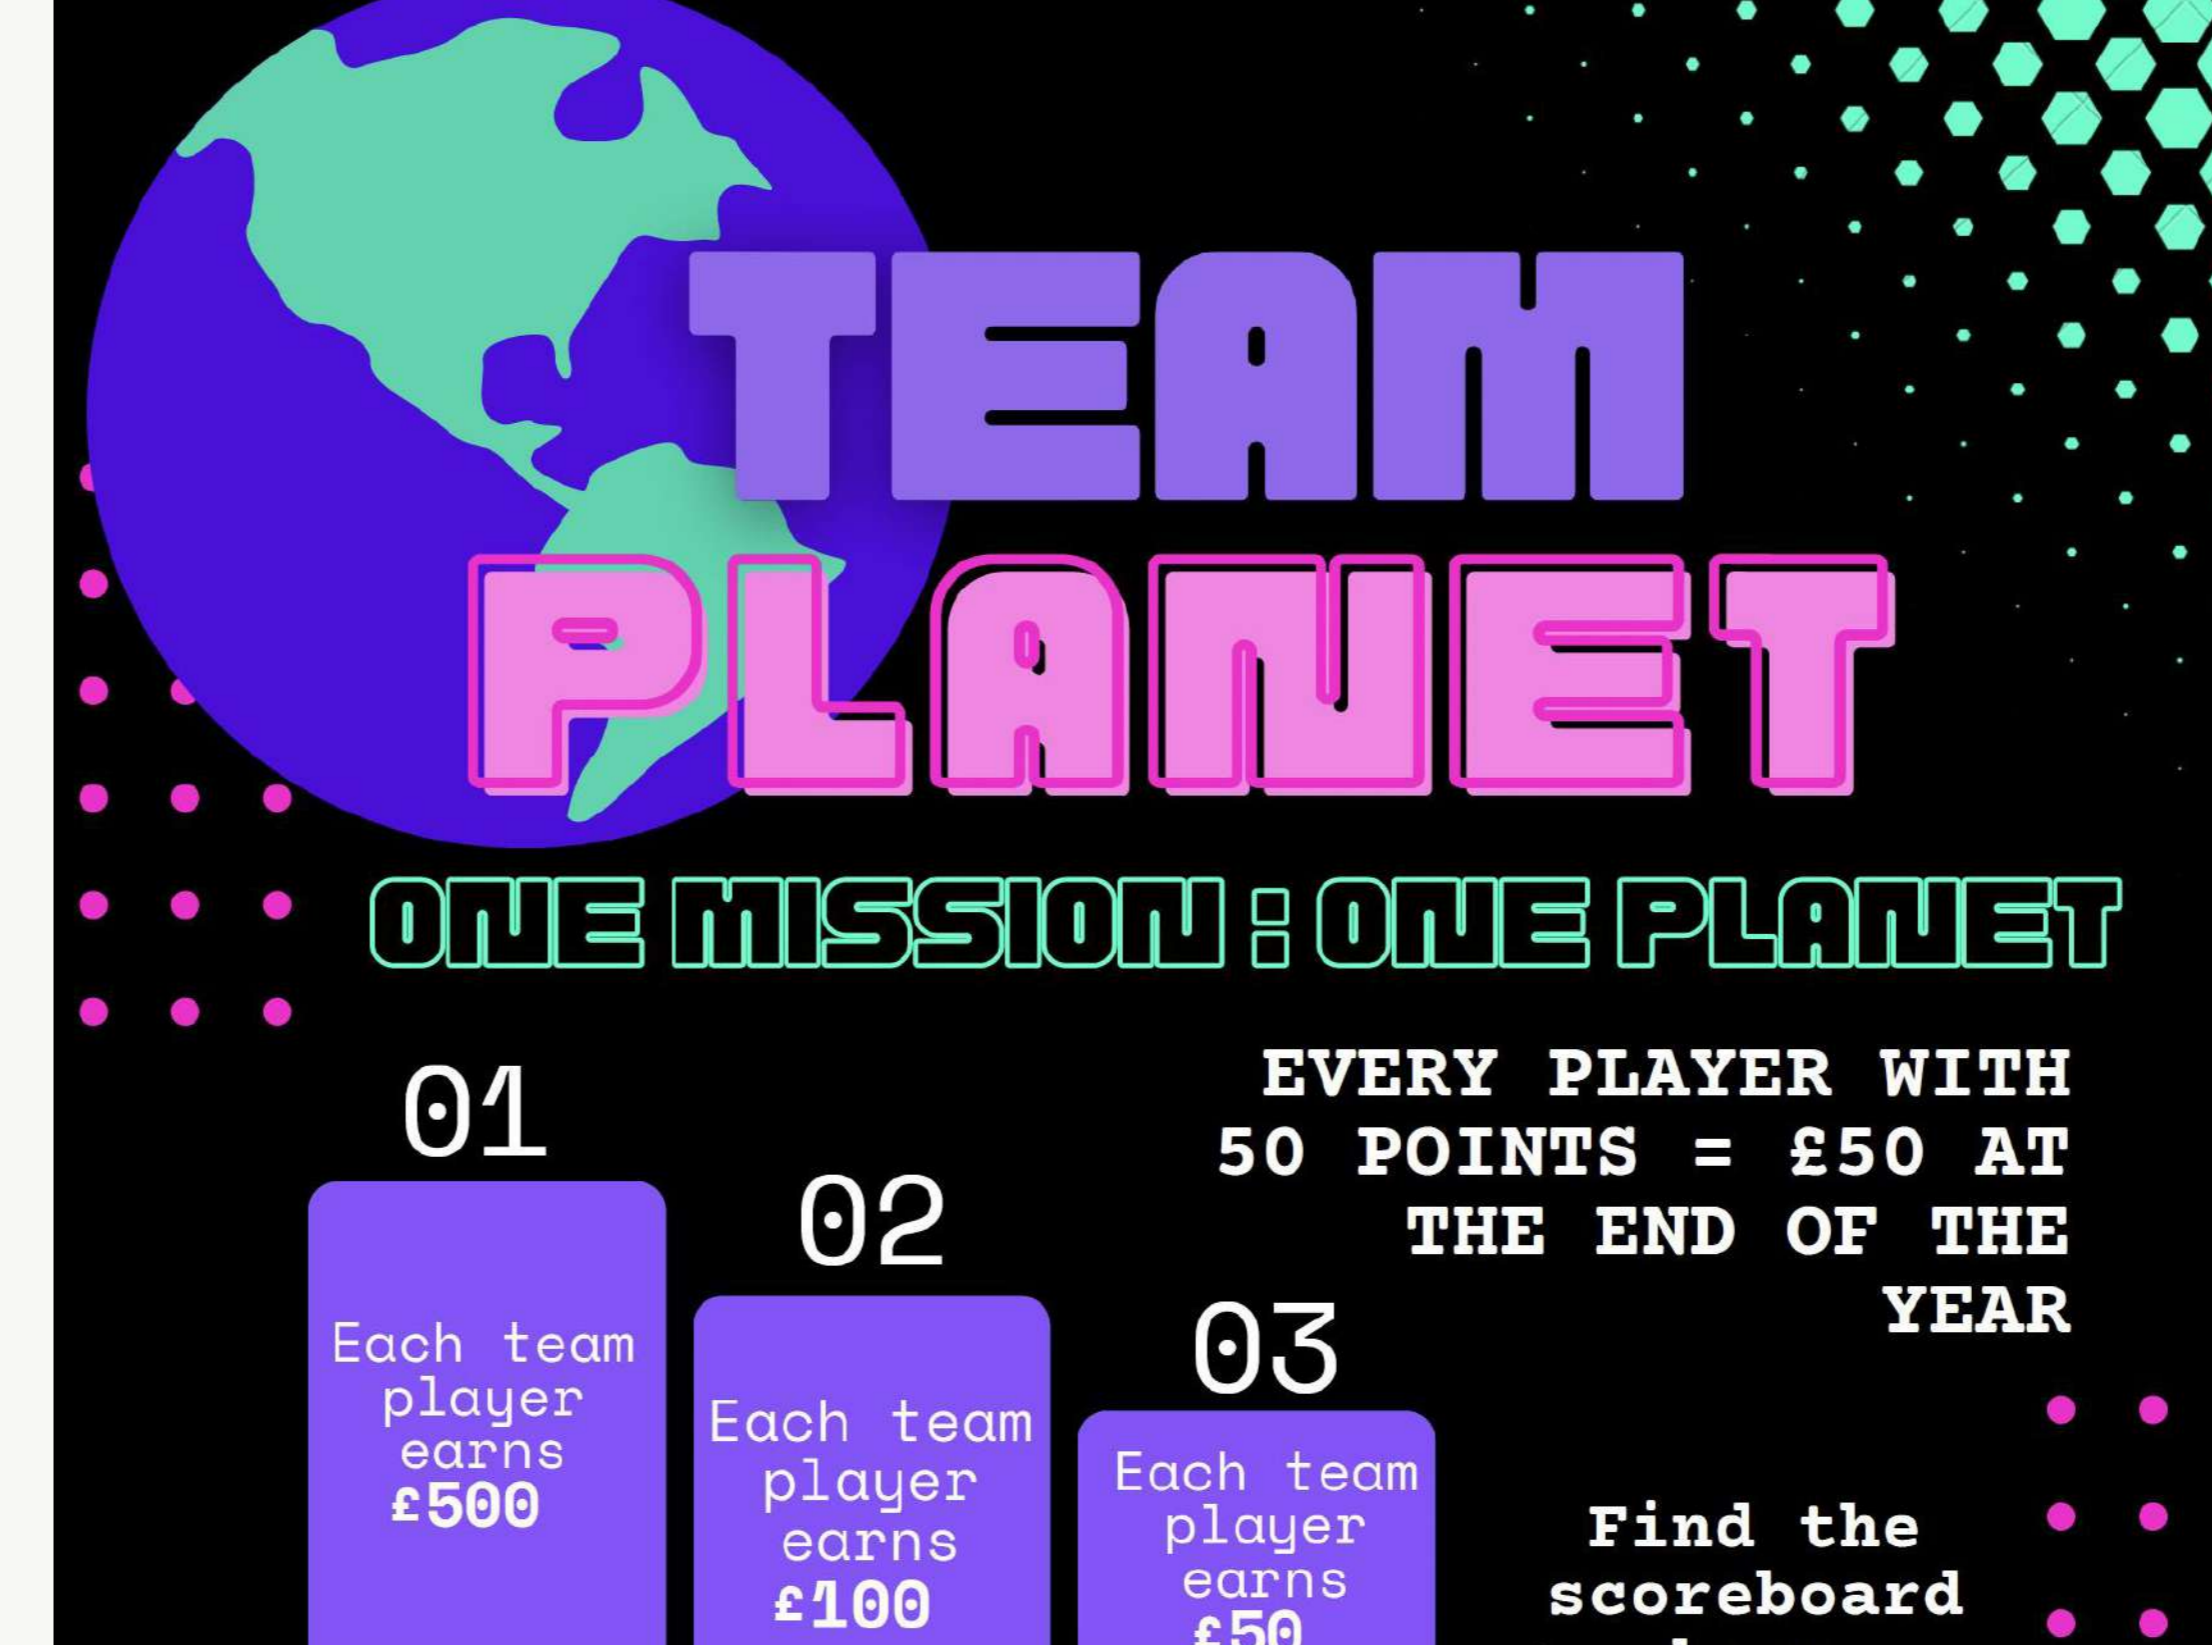 TEAM
PLANET
ONE MISSION : ONE PLANET
EVERY PLAYER WITH
50 POINTS = £50 AT
THE END OF THE
YEAR
01
Each team
player
earns
£500
02
Each team
player
earns
£100
03
Each team
player
earns
£50
Find the
scoreboard